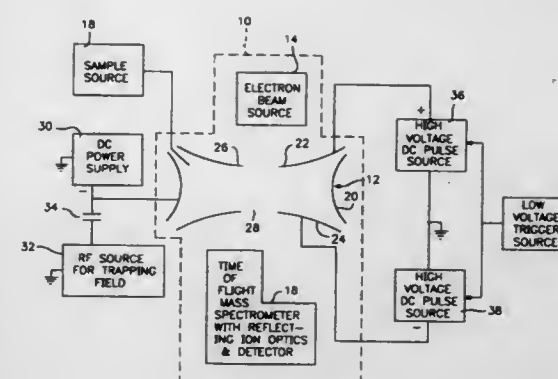 10
18
SAMPLE
SOURCE
14
ELECTRON
BEAM SOURCE
30
DC
POWER
SUPPLY
−
34
32
RF SOURCE
FOR TRAPPING
FIELD
26
22
28
12
20
24
+
36
HIGH
VOLTAGE
DC PULSE
SOURCE
LOW
VOLTAGE
TRIGGER
SOURCE
HIGH
VOLTAGE
DC PULSE
SOURCE
38
−
TIME
OF
FLIGHT
MASS
SPECTROMETER
WITH REFLECT-
ING ION OPTICS
& DETECTOR
18